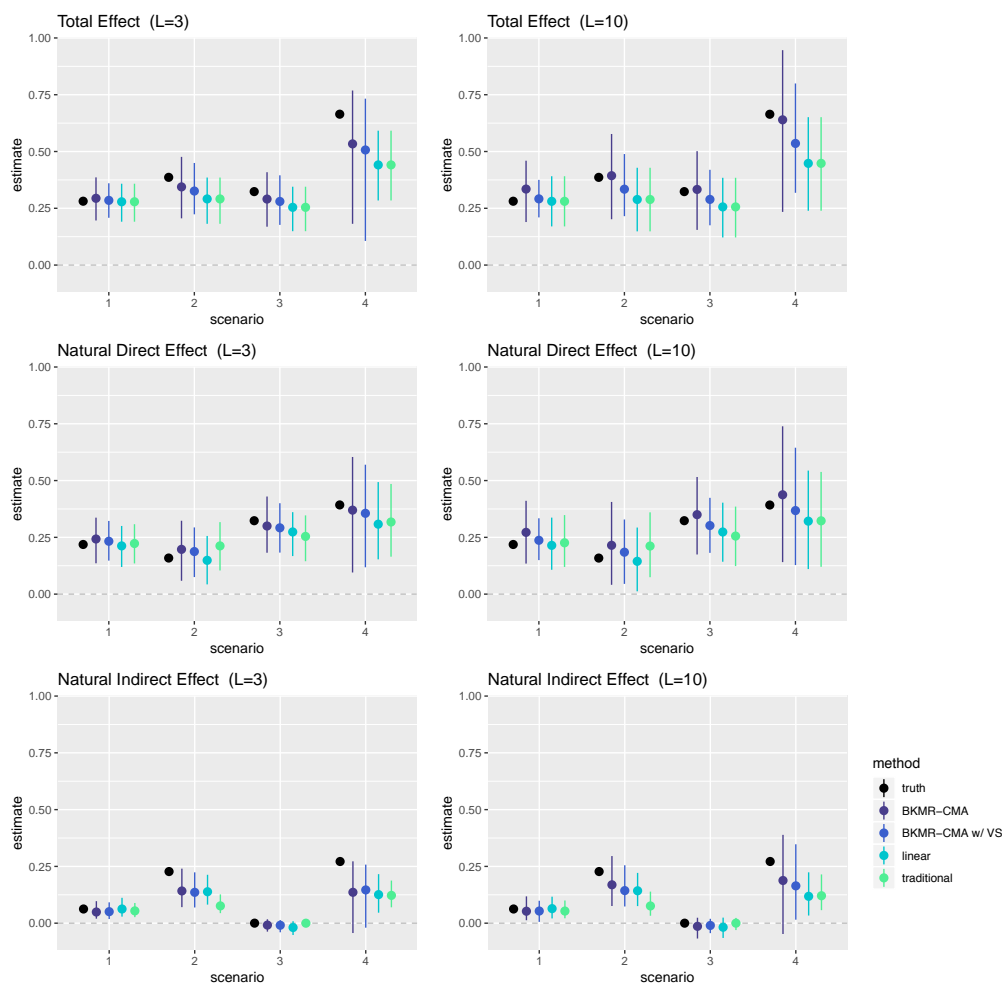 Total Effect (L=3)
1.00
0.75
0.50
0.25
0.00
estimate
1 2 3 4
scenario
Total Effect (L=10)
1.00
0.75
0.50
0.25
0.00
estimate
1 2 3 4
scenario
Natural Direct Effect (L=3)
1.00
0.75
0.50
0.25
0.00
estimate
1 2 3 4
scenario
Natural Direct Effect (L=10)
1.00
0.75
0.50
0.25
0.00
estimate
1 2 3 4
scenario
Natural Indirect Effect (L=3)
1.00
0.75
0.50
0.25
0.00
estimate
1 2 3 4
scenario
Natural Indirect Effect (L=10)
1.00
0.75
0.50
0.25
0.00
estimate
1 2 3 4
scenario
method
truth
BKMR−CMA
BKMR−CMA w/ VS
linear
traditional